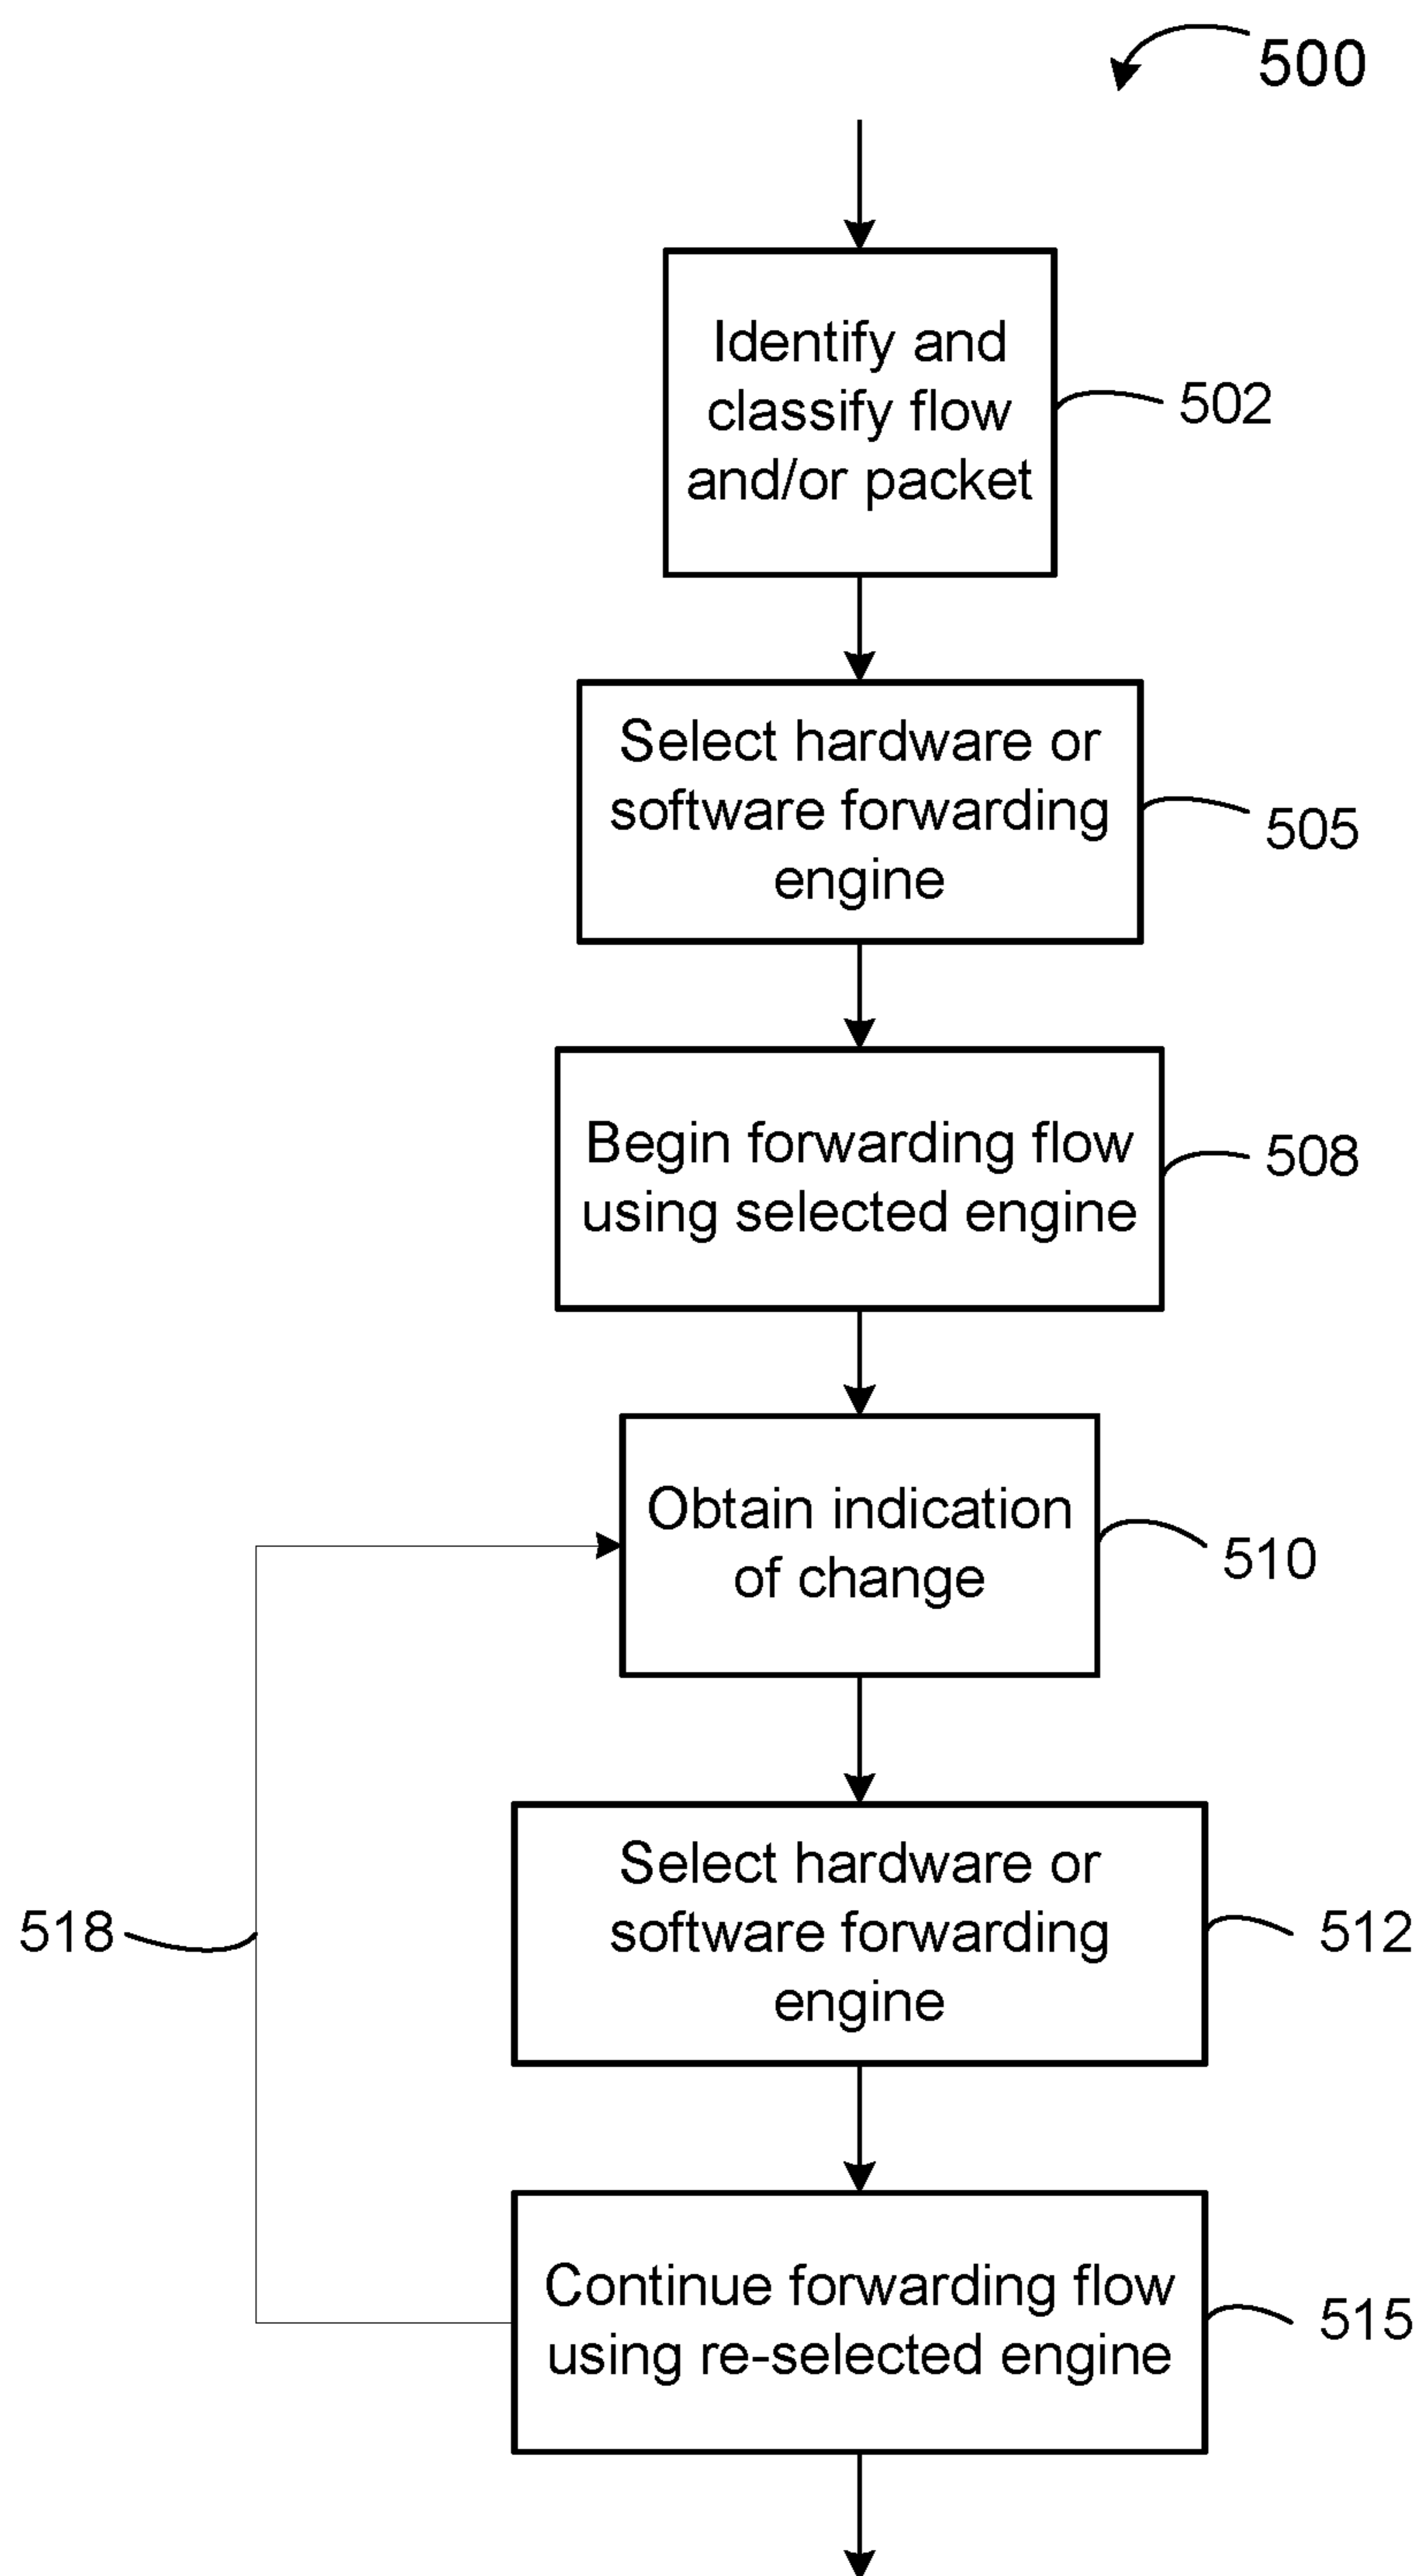 500
Identify and
classify flow
and/or packet
502
Select hardware or
software forwarding
engine
505
Begin forwarding flow
using selected engine
508
Obtain indication
of change
510
Select hardware or
software forwarding
engine
512
518
Continue forwarding flow
using re-selected engine
515